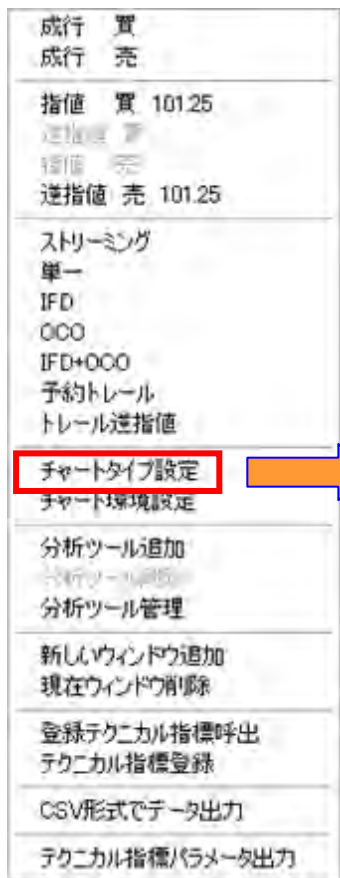 成行 買
成行 売
指値 買 101.25
逆指値 買
指値 売
逆指値 売 101.25
ストリーミング
単一
IFD
OCO
IFD+OCO
予約トレール
トレール逆指値
チャートタイプ設定
チャート環境設定
分析ツール追加
分析ツール管理
新しいウィンドウ追加
現在ウィンドウ削除
登録テクニカル指標呼出
テクニカル指標登録
CSV形式でデータ出力
テクニカル指標パラメータ出力